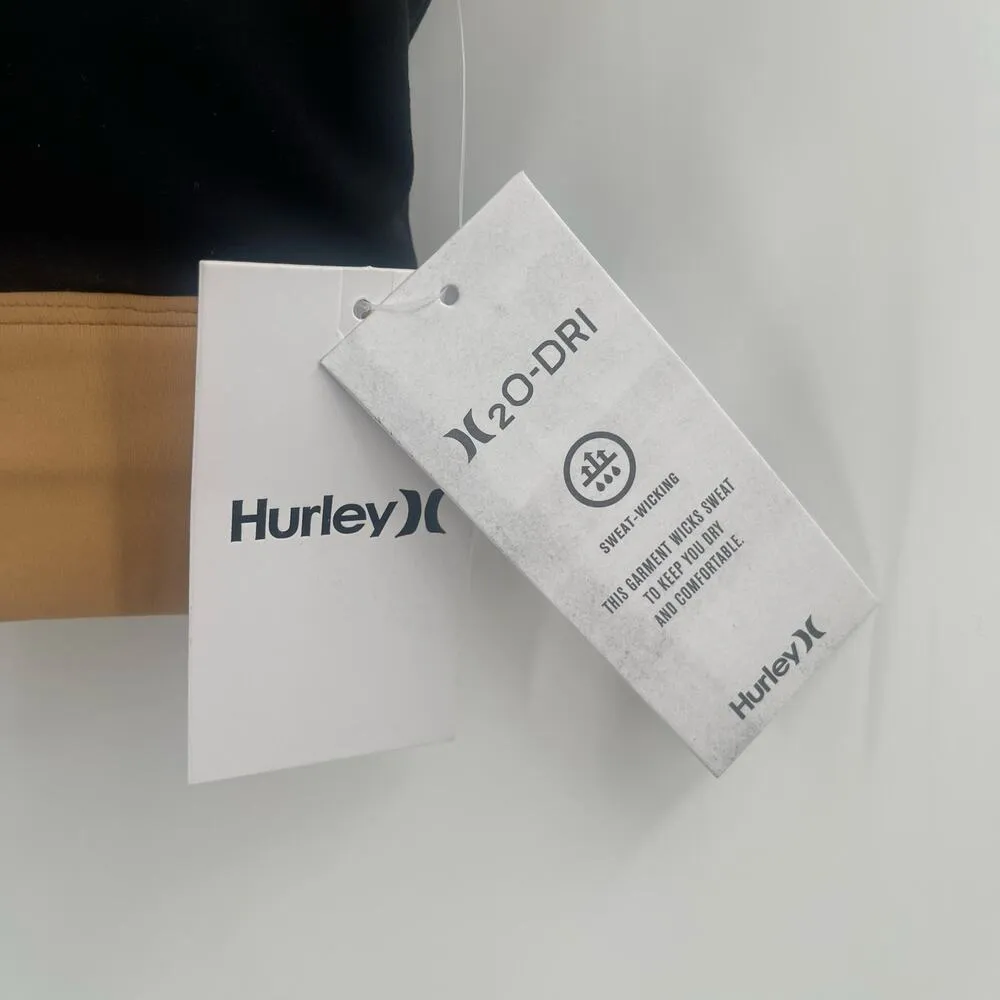 Hurley
2O-DRI
SWEAT-WICKING
THIS GARMENT WICKS SWEAT
TO KEEP YOU DRY
AND COMFORTABLE.
Hurley